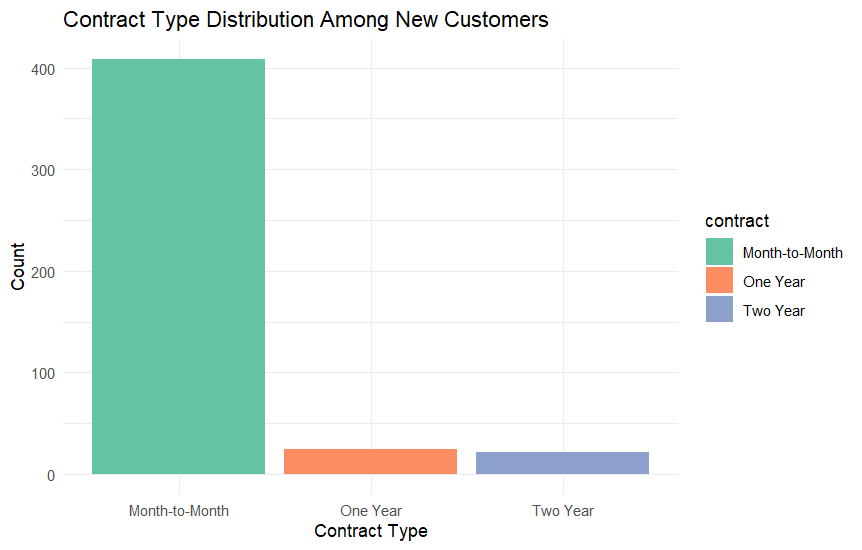 Contract Type Distribution Among New Customers
Count
400
300
200
100
0
Month-to-Month
One Year
Two Year
Contract Type
contract
Month-to-Month
One Year
Two Year